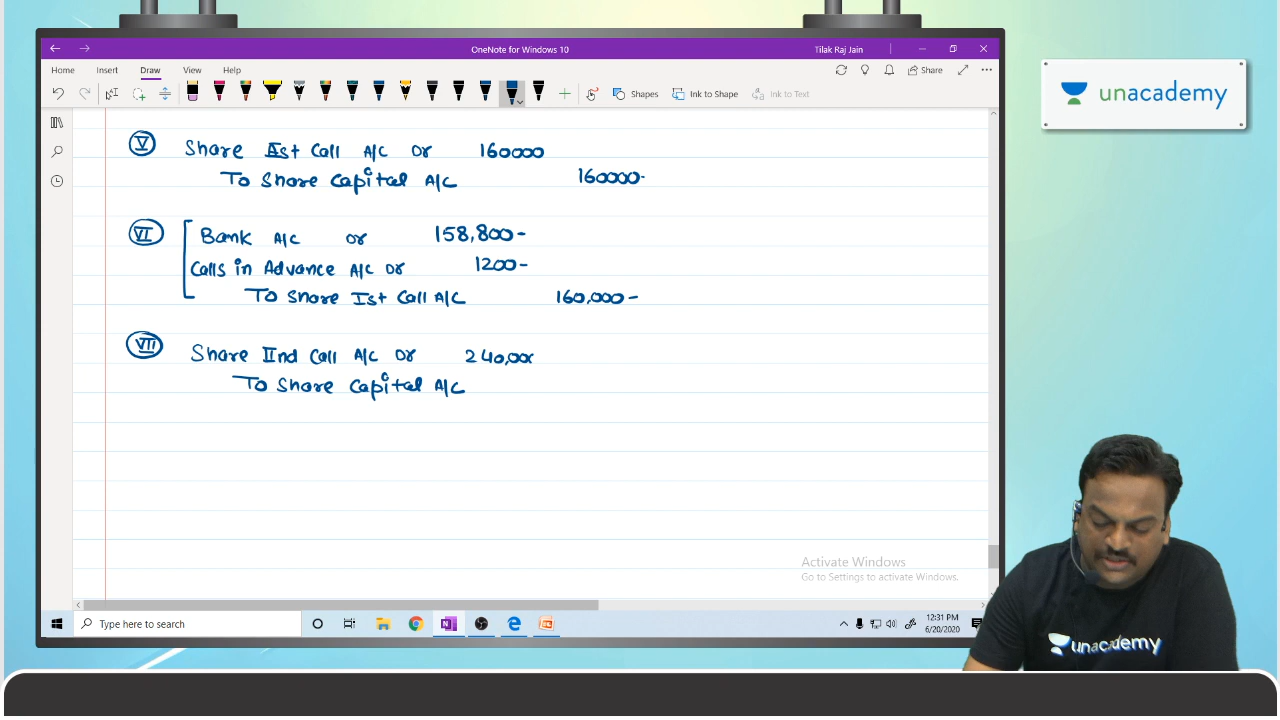 OneNote for Windows 10
Tilak Raj Jain
Home Insert Draw View Help
Share
Shapes Ink to Shape Ink to Text
unacademy
V Share Ist Call A/C Dr 160000
To Share Capital A/C 160000-
VI Bank A/C Dr 158,800-
Calls in Advance A/C Dr 1200-
To Share Ist Call A/C 160,000-
VII Share IInd Call A/C Dr 240,00
To Share Capital A/C
Activate Windows
Go to Settings to activate Windows.
Type here to search
12:31 PM
6/20/2020
unacademy